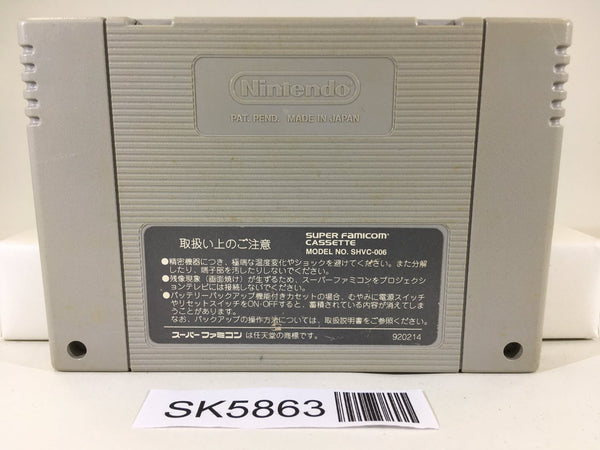 Nintendo
PAT. PEND. MADE IN JAPAN
取扱い上のご注意
SUPER FAMICOM
CASSETTE
MODEL NO. SHVC-006
●精密機器につき、極端な温度変化やショックを避けてください。また分解
したり、端子部を汚したりしないでください。
●残像現象(画面焼け)が生ずるため、スーパーファミコンをプロジェクシ
ョンテレビには接続しないでください。
●バッテリーバックアップ機能付きカセットの場合、むやみに電源スイッチ
やリセットスイッチをON・OFFすると、蓄積されている内容が消えてしま
うことがあります。
なお、バックアップの操作方法については、取扱説明書をご参照ください。
スーパーファミコン は任天堂の商標です。
920214
SK5863